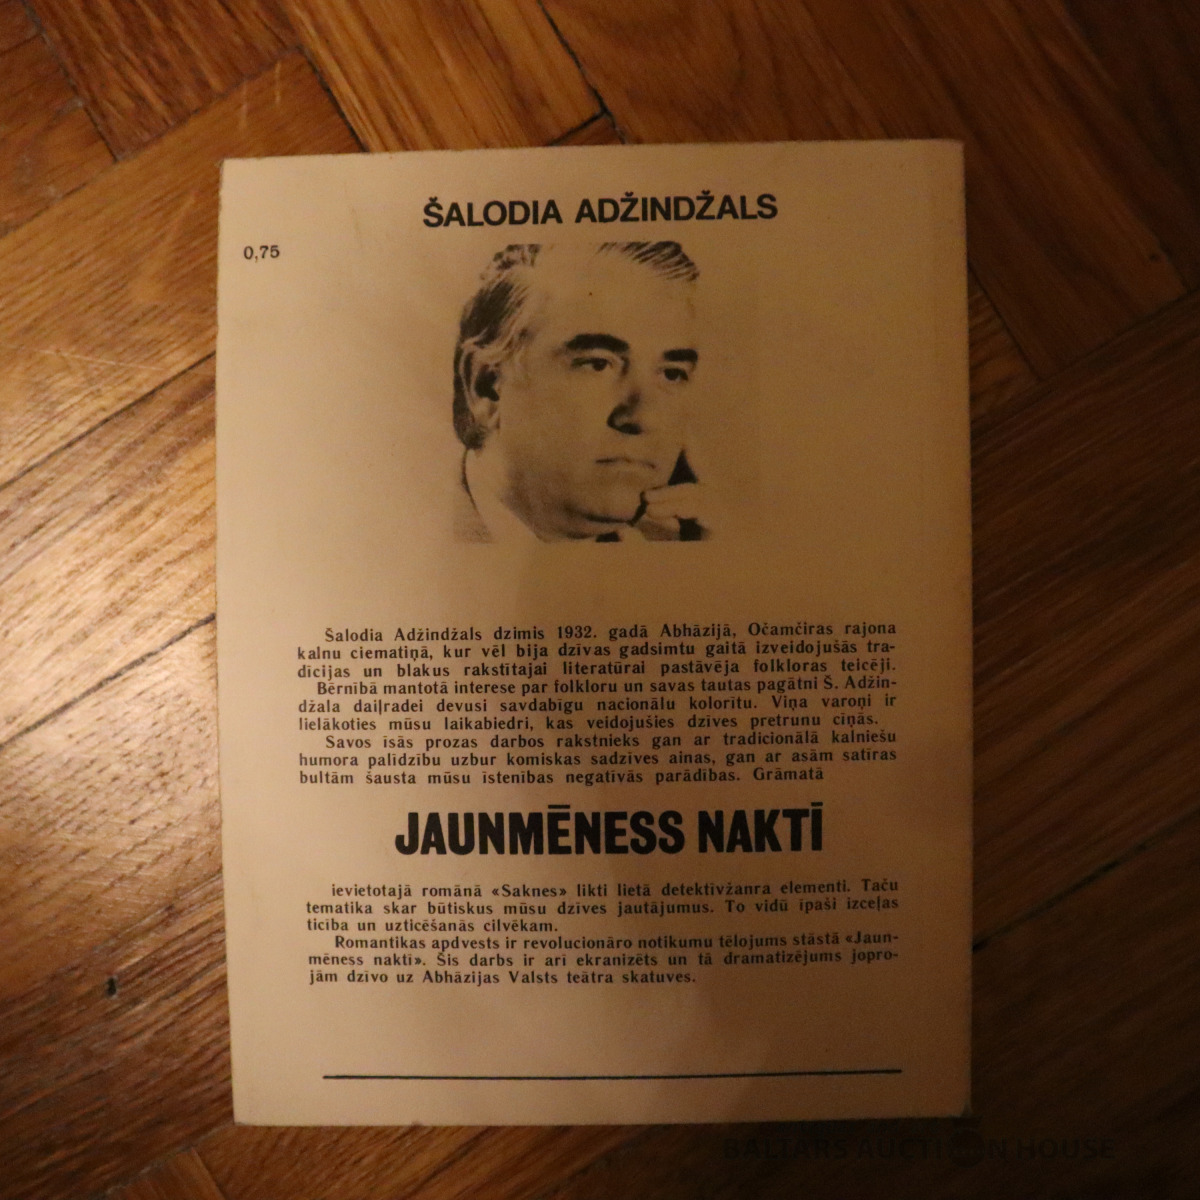 ŠALODIA ADŽINDŽALS
0,75
Šalodia Adžindžals dzimis 1932. gadā Abhāzijā, Očamčiras rajona
kalnu ciematiņā, kur vēl bija dzīvas gadsimtu gaitā izveidojušās tra-
dīcijas un blakus rakstītajai literatūrai pastāvēja folkloras teicēji.
Bērnībā mantotā interese par folkloru un savas tautas pagātni Š. Adžin-
džala daiļradei devusi savdabīgu nacionālu kolorītu. Viņa varoņi ir
lielākoties mūsu laikabiedri, kas veidojušies dzīves pretrunu cīņās.
Savos īsās prozas darbos rakstnieks gan ar tradicionālā kalniešu
humora palīdzību uzbur komiskas sadzīves ainas, gan ar asām satīras
bultām šausta mūsu īstenības negatīvās parādības. Grāmatā
JAUNMĒNESS NAKTĪ
ievietotajā romānā «Saknes» likti lietā detektīvžanra elementi. Taču
tematika skar būtiskus mūsu dzīves jautājumus. To vidū īpaši izceļas
ticība un uzticēšanās cilvēkam.
Romantikas apdvests ir revolucionāro notikumu tēlojums stāstā «Jaun-
mēness naktī». Šis darbs ir arī ekranizēts un tā dramatizējums jopro-
jām dzīvo uz Abhāzijas Valsts teātra skatuves.
BALTARS AUCTION HOUSE